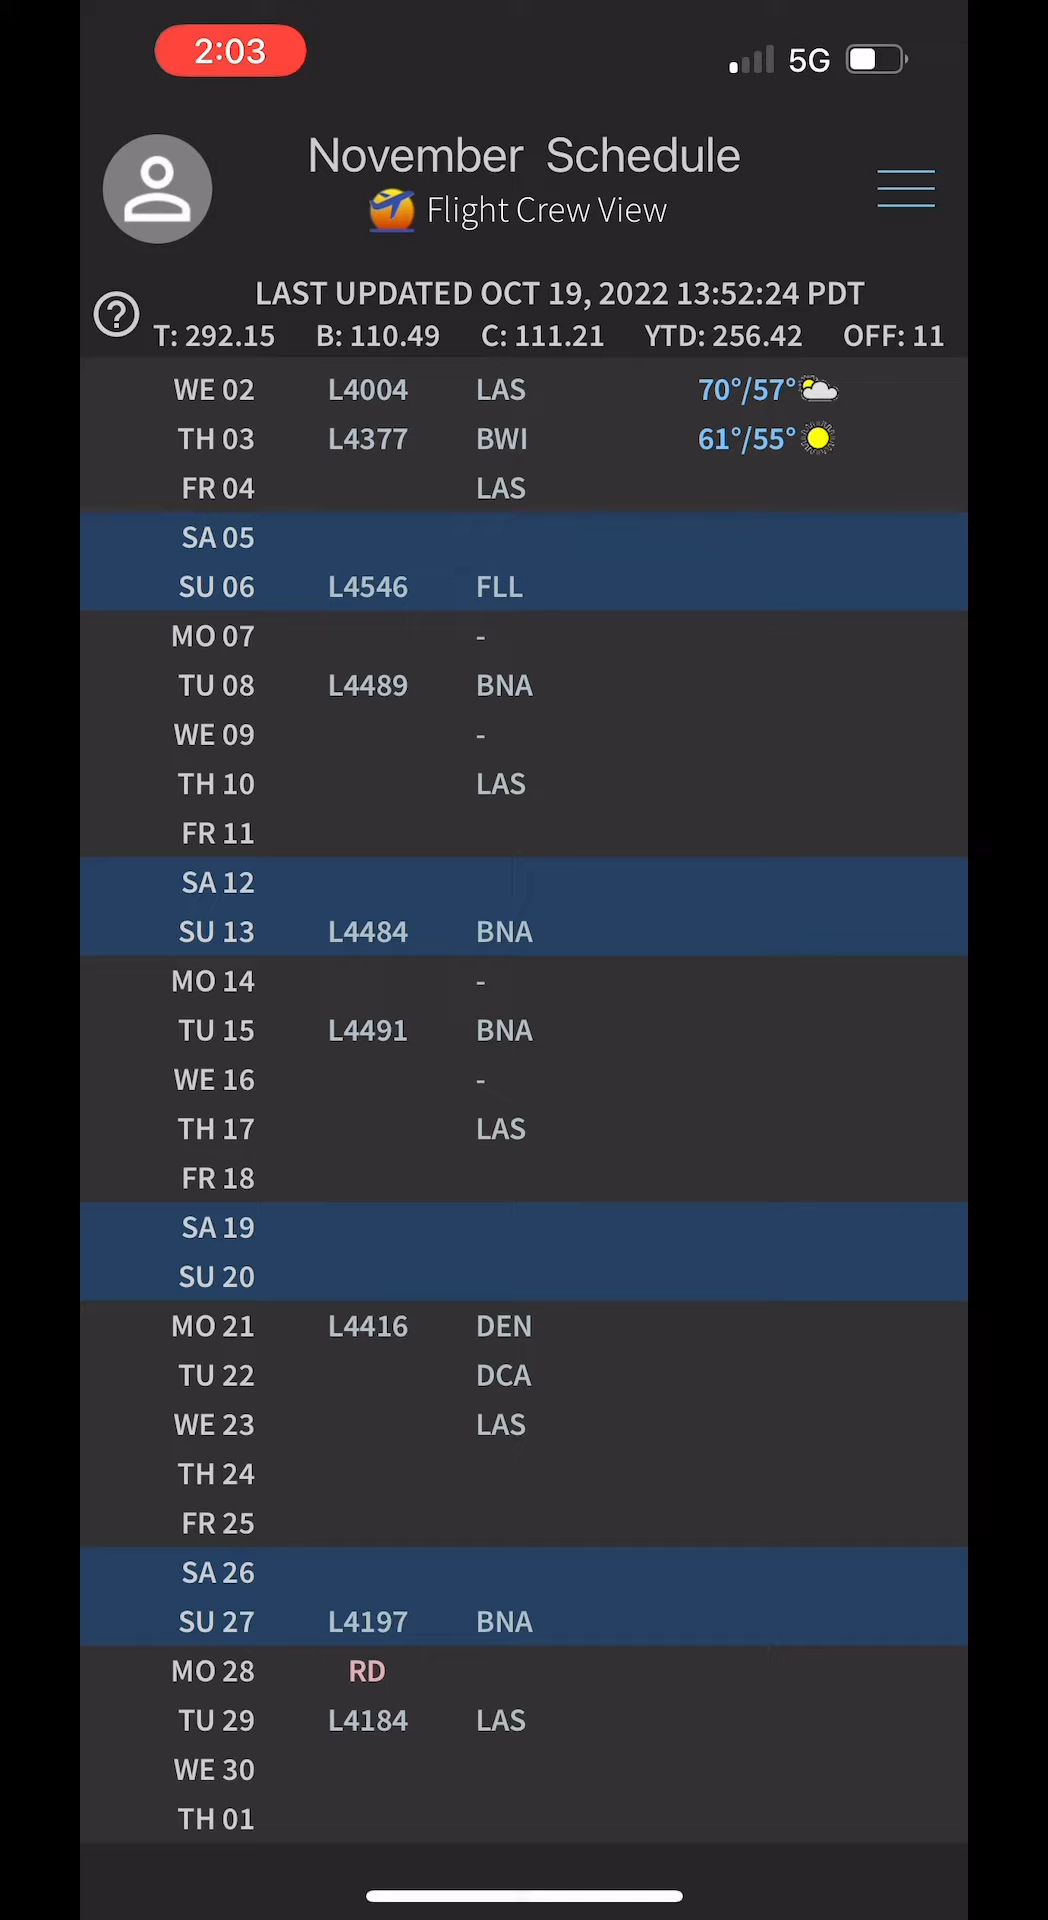 2:03 5G
November Schedule
Flight Crew View
LAST UPDATED OCT 19, 2022 13:52:24 PDT
?
T: 292.15 B: 110.49 C: 111.21 YTD: 256.42 OFF: 11
WE 02 L4004 LAS 70°/57°
TH 03 L4377 BWI 61°/55°
FR 04 LAS
SA 05
SU 06 L4546 FLL
MO 07 -
TU 08 L4489 BNA
WE 09 -
TH 10 LAS
FR 11
SA 12
SU 13 L4484 BNA
MO 14 -
TU 15 L4491 BNA
WE 16 -
TH 17 LAS
FR 18
SA 19
SU 20
MO 21 L4416 DEN
TU 22 DCA
WE 23 LAS
TH 24
FR 25
SA 26
SU 27 L4197 BNA
MO 28 RD
TU 29 L4184 LAS
WE 30
TH 01